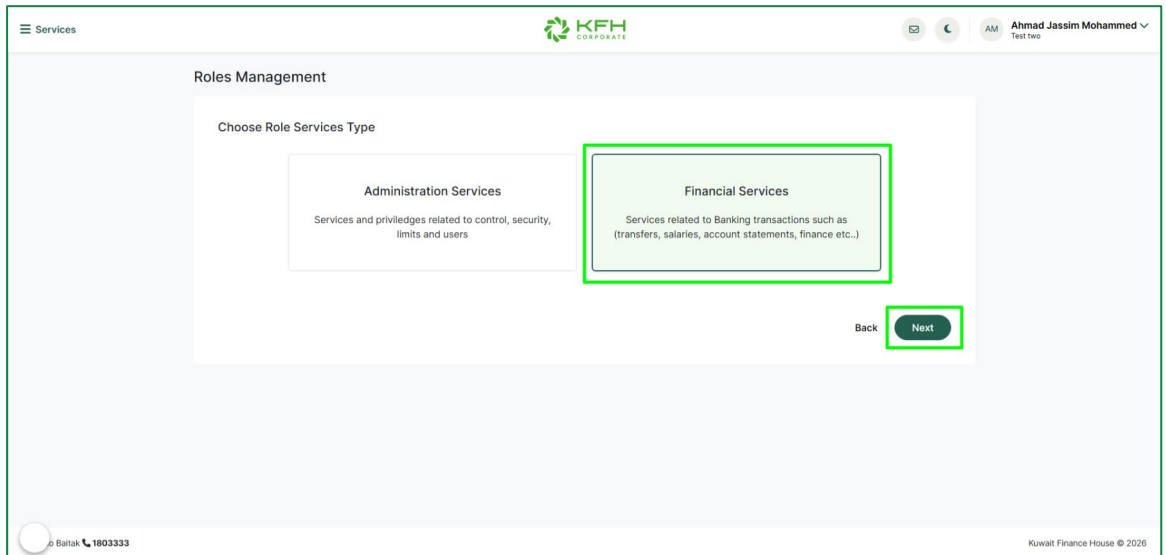 Services
KFH
CORPORATE
AM
Ahmad Jassim Mohammed
Test two
Roles Management
Choose Role Services Type
Administration Services
Services and priviledges related to control, security,
limits and users
Financial Services
Services related to Banking transactions such as
(transfers, salaries, account statements, finance etc..)
Back
Next
Baitak 1803333
Kuwait Finance House © 2026